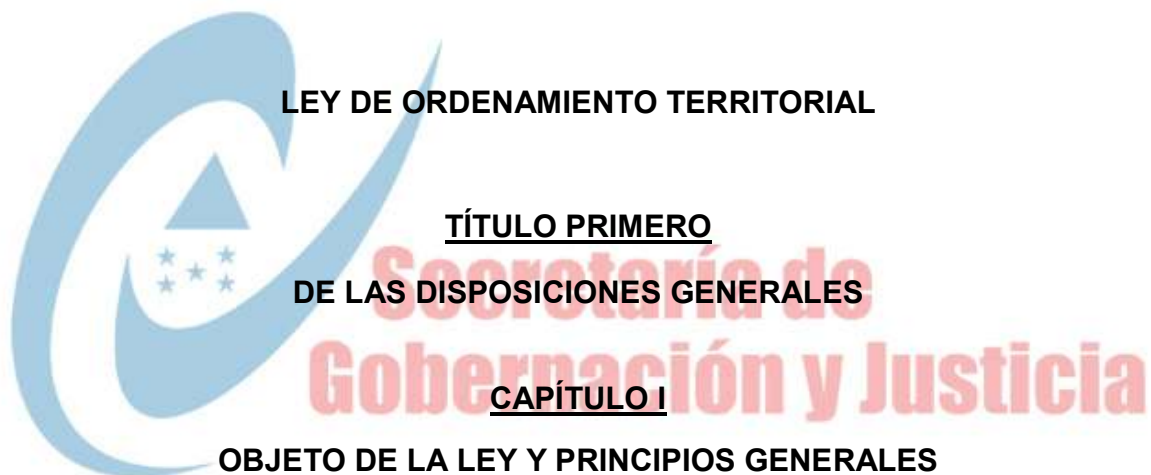 LEY DE ORDENAMIENTO TERRITORIAL
TÍTULO PRIMERO
Secretaría de
DE LAS DISPOSICIONES GENERALES
Gobernación y Justicia
CAPÍTULO I
OBJETO DE LA LEY Y PRINCIPIOS GENERALES